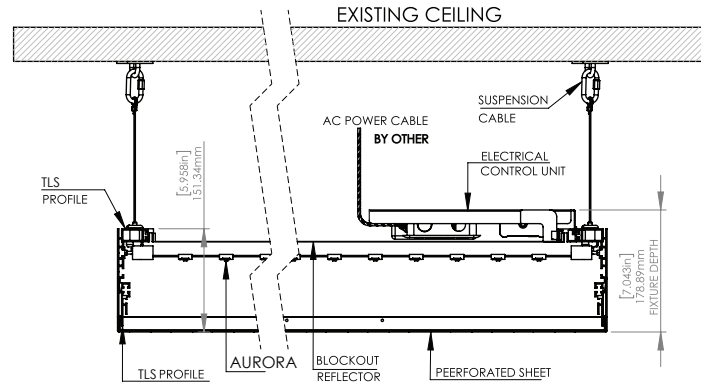 EXISTING CEILING
SUSPENSION
CABLE
AC POWER CABLE
BY OTHER
ELECTRICAL
CONTROL UNIT
[5.958in]
151.34mm
TLS
PROFILE
[7.043in]
178.89mm
FIXTURE DEPTH
AURORA
BLOCKOUT
REFLECTOR
PEERFORATED SHEET
TLS PROFILE